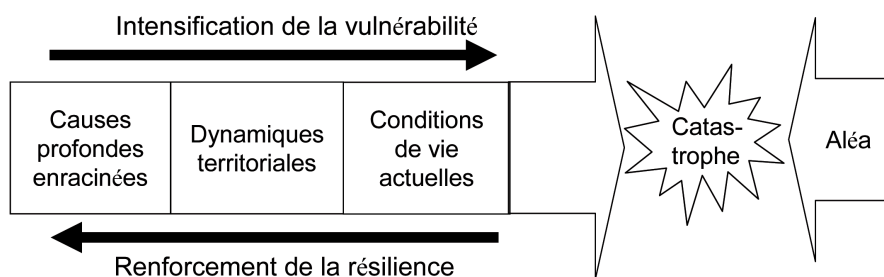 Intensification de la vulnérabilité
Causes
profondes
enracinées
Dynamiques
territoriales
Conditions
de vie
actuelles
Catas-
trophe
Aléa
Renforcement de la résilience